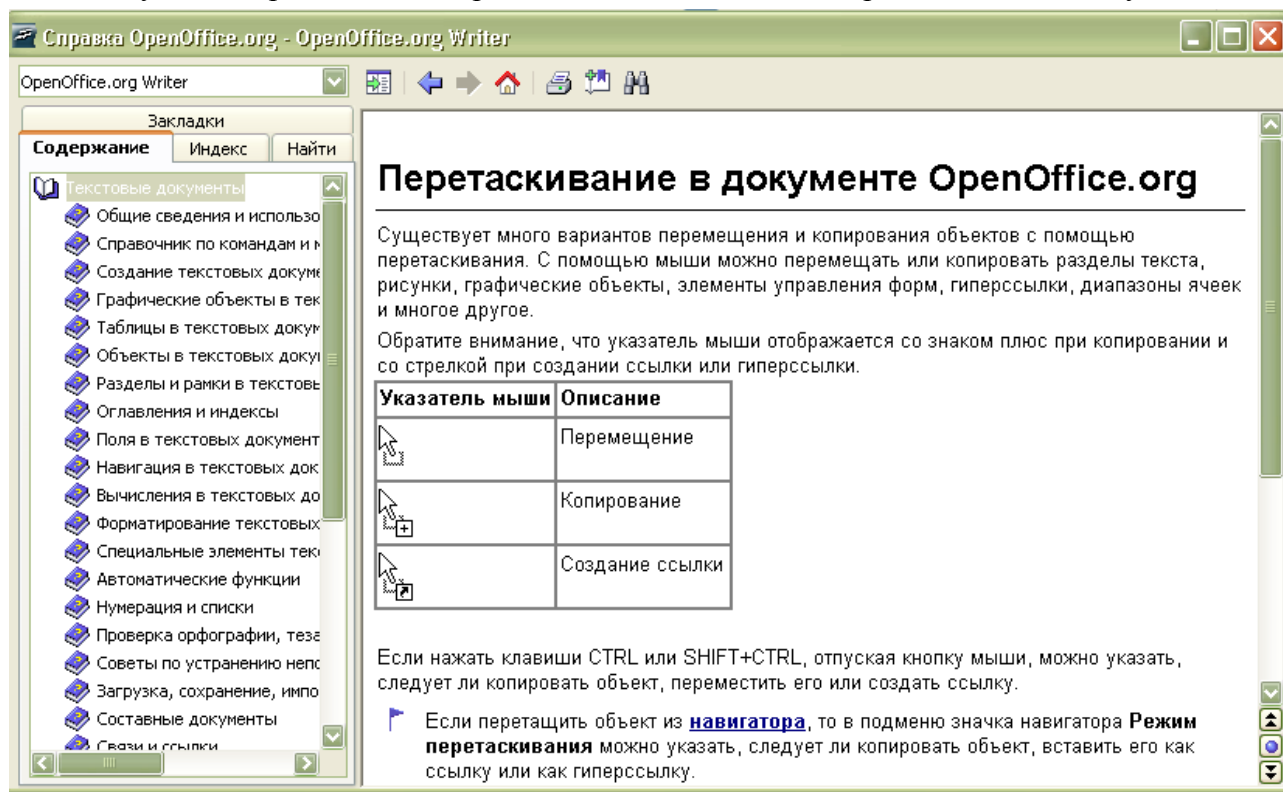 Справка OpenOffice.org - OpenOffice.org Writer
OpenOffice.org Writer
Закладки
Содержание Индекс Найти
Текстовые документы
Общие сведения и использо
Справочник по командам и
Создание текстовых докуме
Графические объекты в тек
Таблицы в текстовых докум
Объекты в текстовых докум
Разделы и рамки в текстовы
Оглавления и индексы
Поля в текстовых документ
Навигация в текстовых док
Вычисления в текстовых до
Форматирование текстовых
Специальные элементы тек
Автоматические функции
Нумерация и списки
Проверка орфографии, теза
Советы по устранению непо
Загрузка, сохранение, импо
Составные документы
Связи и ссылки
Перетаскивание в документе OpenOffice.org
Существует много вариантов перемещения и копирования объектов с помощью
перетаскивания. С помощью мыши можно перемещать или копировать разделы текста,
рисунки, графические объекты, элементы управления форм, гиперссылки, диапазоны ячеек
и многое другое.
Обратите внимание, что указатель мыши отображается со знаком плюс при копировании и
со стрелкой при создании ссылки или гиперссылки.
Указатель мыши Описание
Перемещение
Копирование
Создание ссылки
Если нажать клавиши CTRL или SHIFT+CTRL, отпуская кнопку мыши, можно указать,
следует ли копировать объект, переместить его или создать ссылку.
Если перетащить объект из навигатора, то в подменю значка навигатора Режим
перетаскивания можно указать, следует ли копировать объект, вставить его как
ссылку или как гиперссылку.